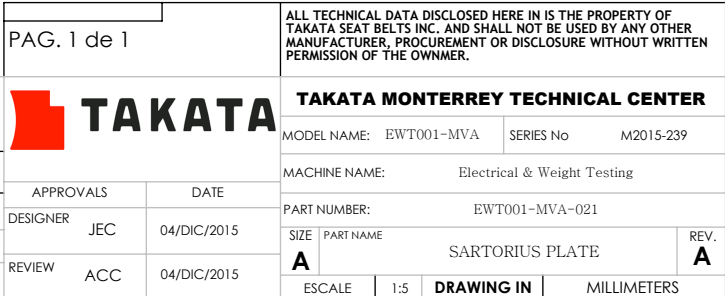 PAG. 1 de 1
ALL TECHNICAL DATA DISCLOSED HERE IN IS THE PROPERTY OF
TAKATA SEAT BELTS INC. AND SHALL NOT BE USED BY ANY OTHER
MANUFACTURER, PROCUREMENT OR DISCLOSURE WITHOUT WRITTEN
PERMISSION OF THE OWNMER.
TAKATA
TAKATA MONTERREY TECHNICAL CENTER
MODEL NAME: EWT001-MVA SERIES No M2015-239
MACHINE NAME: Electrical & Weight Testing
APPROVALS DATE
PART NUMBER: EWT001-MVA-021
DESIGNER JEC 04/DIC/2015
SIZE A PART NAME SARTORIUS PLATE REV. A
REVIEW ACC 04/DIC/2015
ESCALE 1:5 DRAWING IN MILLIMETERS